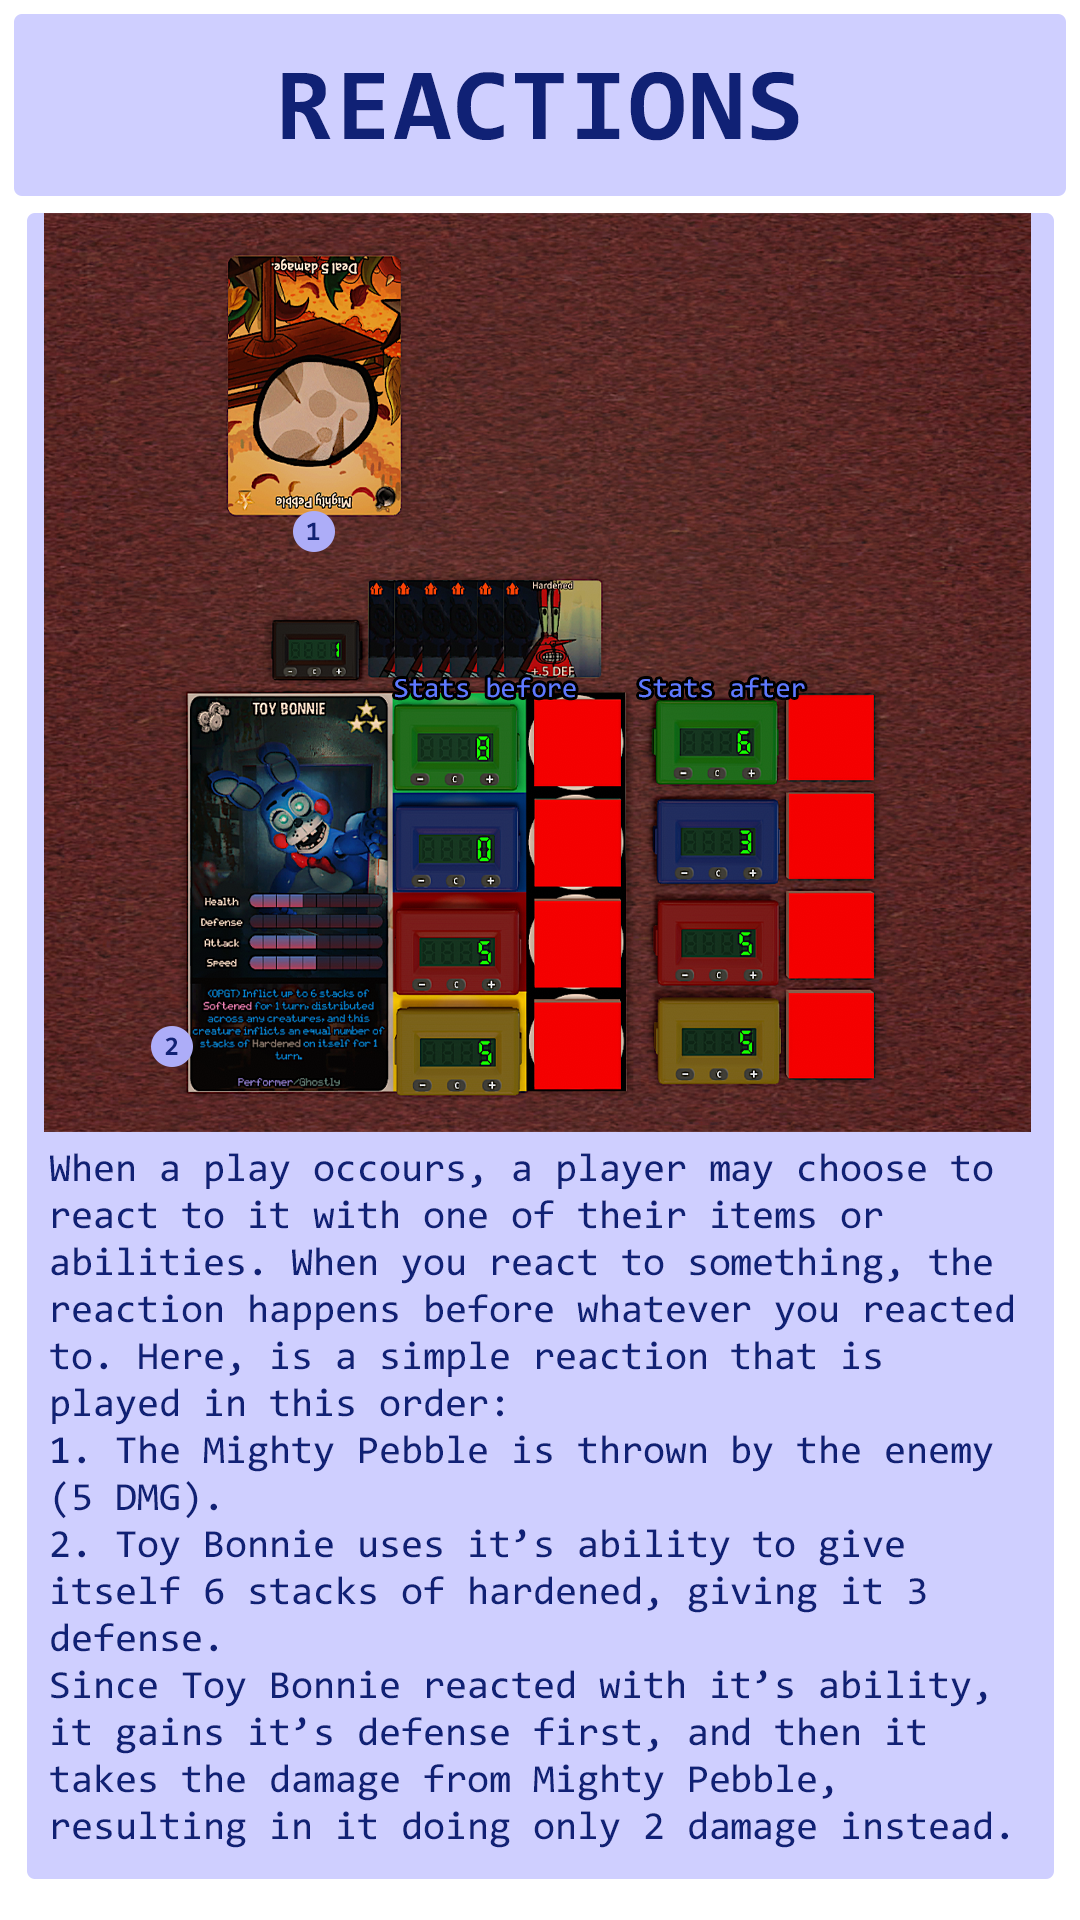 REACTIONS
Deal 5 damage.
Mighty Pebble
1
Hardened
1
+.5 DEF
- C +
Stats before
Stats after
TOY BONNIE
8
- C +
6
- C +
0
- C +
3
- C +
Health
Defense
Attack
Speed
5
- C +
5
- C +
(OPGT) Inflict up to 6 stacks of
Softened for 1 turn, distributed
across any creatures, and this
creature inflicts an equal number of
stacks of Hardened on itself for 1
turn.
2
Performer/Ghostly
5
- C +
5
- C +
When a play occours, a player may choose to
react to it with one of their items or
abilities. When you react to something, the
reaction happens before whatever you reacted
to. Here, is a simple reaction that is
played in this order:
1. The Mighty Pebble is thrown by the enemy
(5 DMG).
2. Toy Bonnie uses it’s ability to give
itself 6 stacks of hardened, giving it 3
defense.
Since Toy Bonnie reacted with it’s ability,
it gains it’s defense first, and then it
takes the damage from Mighty Pebble,
resulting in it doing only 2 damage instead.